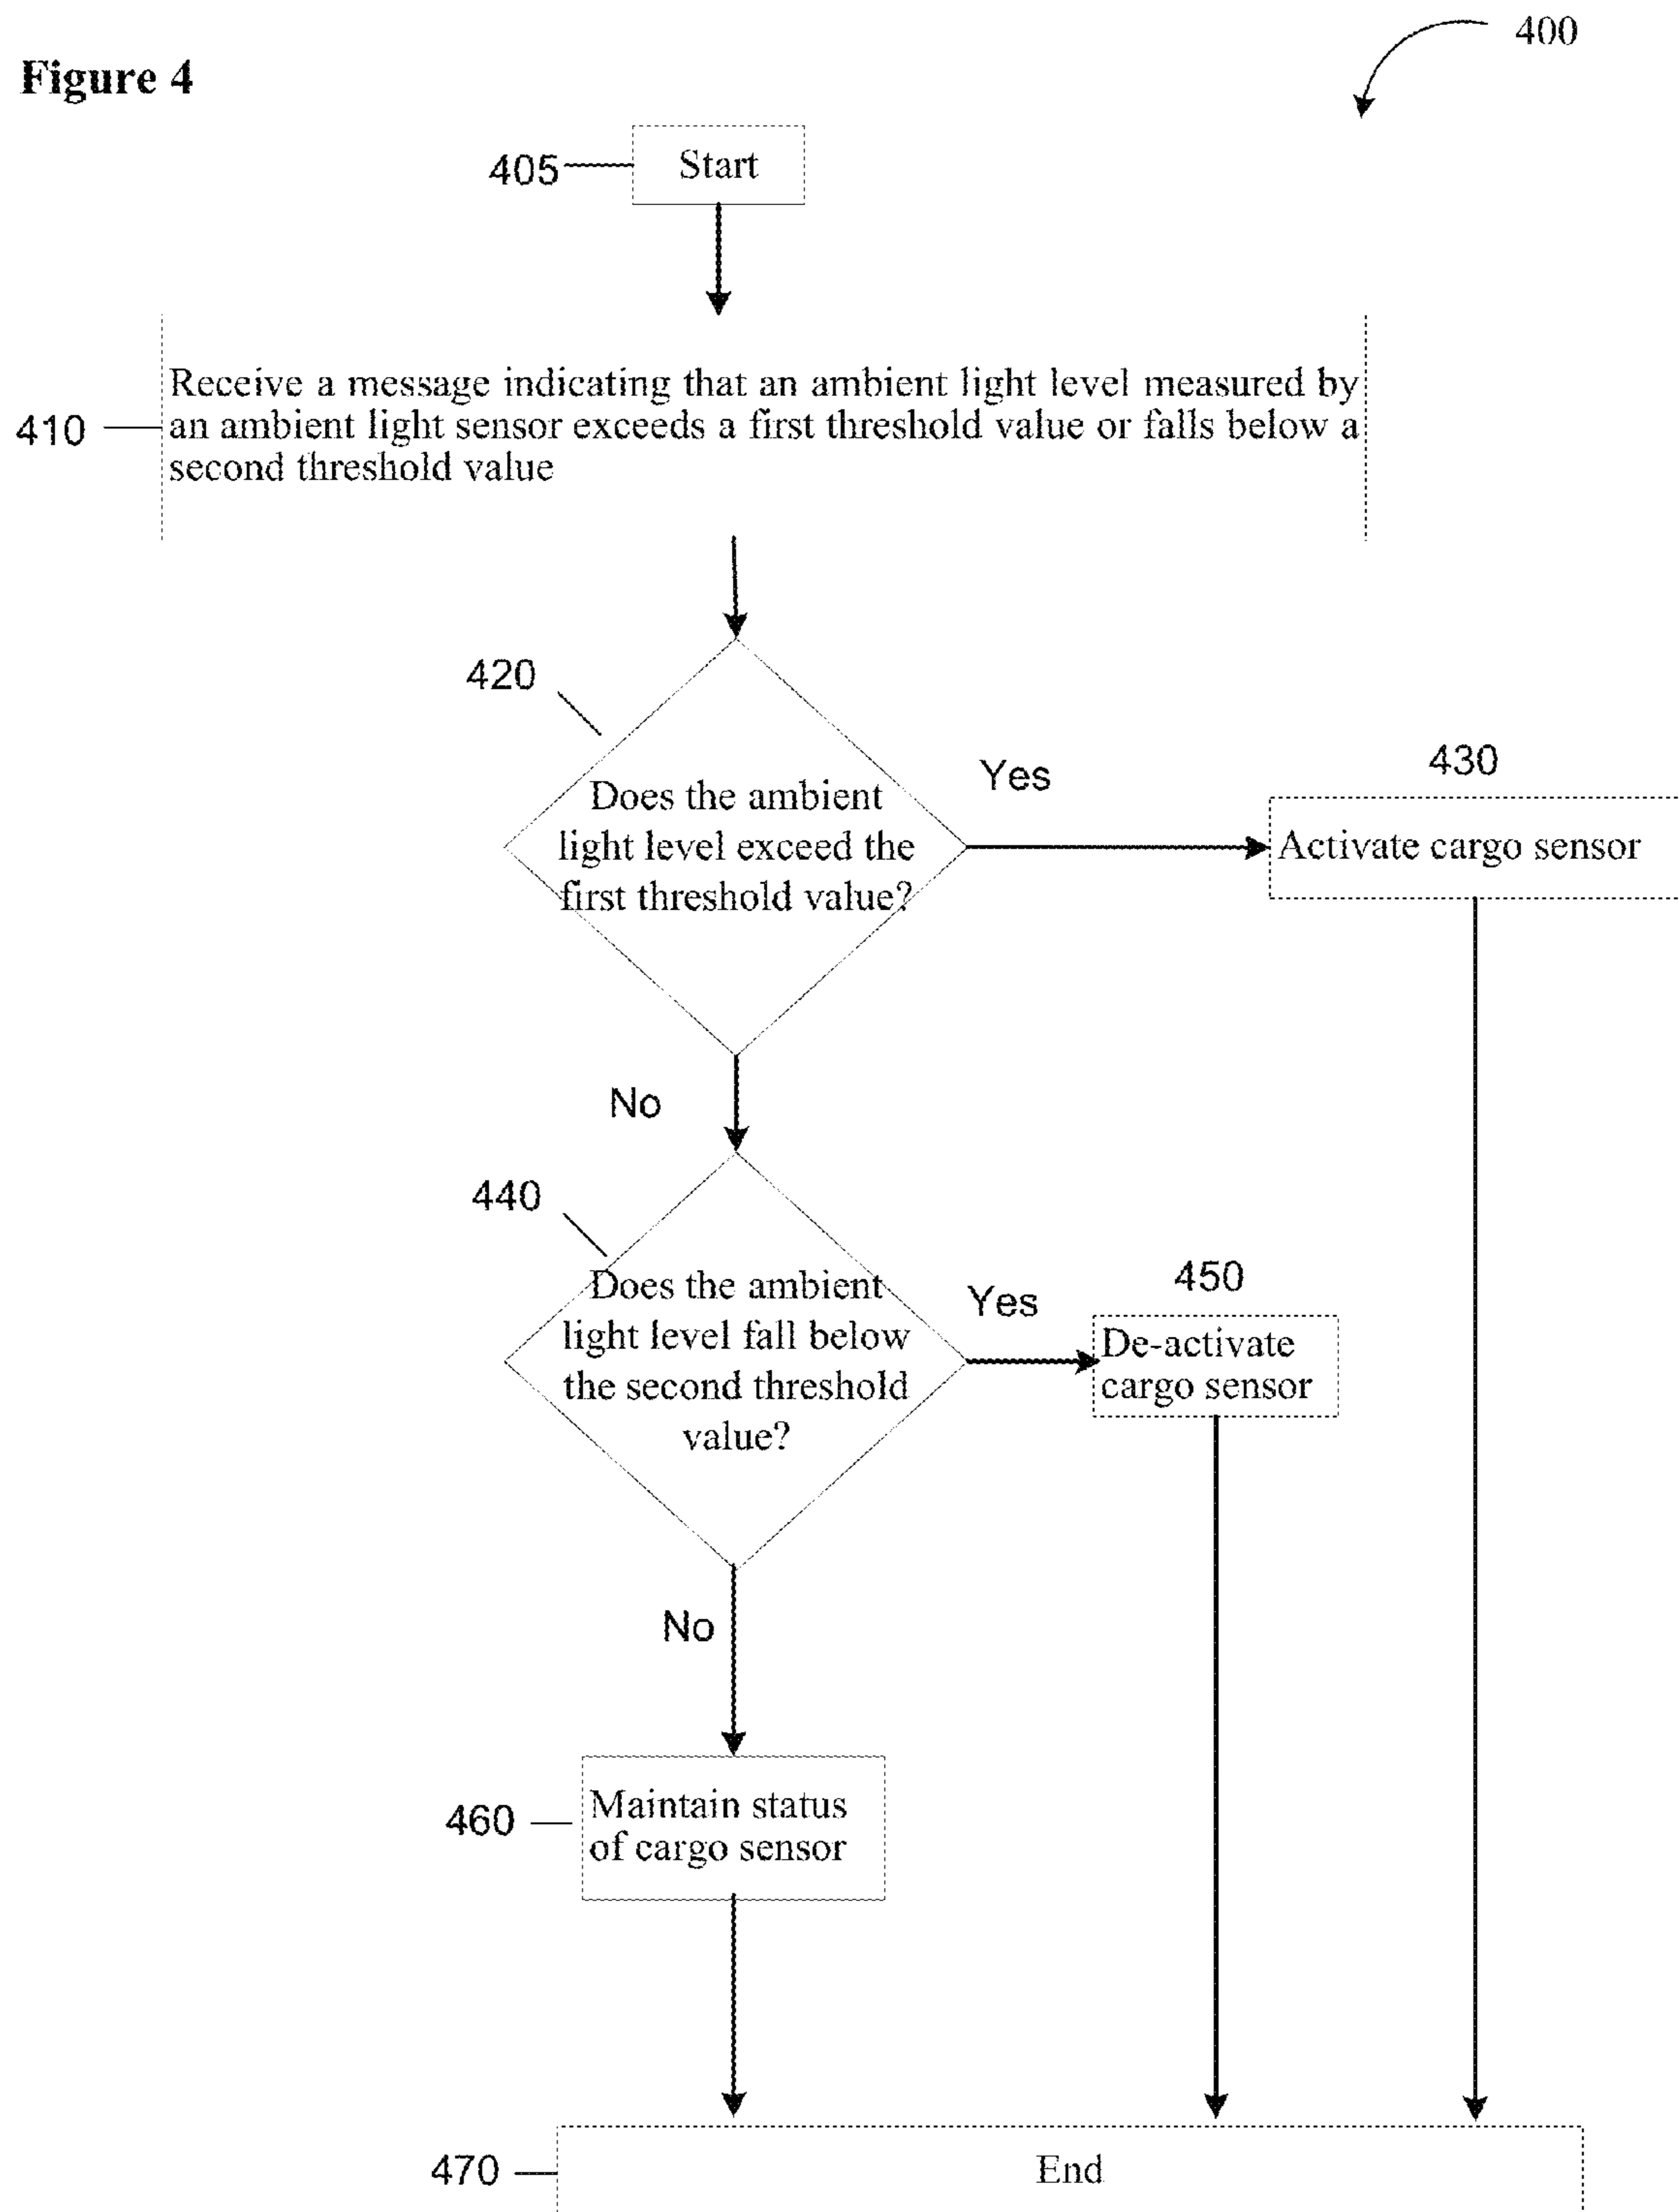 400
Figure 4
405
Start
Receive a message indicating that an ambient light level measured by
410
an ambient light sensor exceeds a first threshold value or falls below a
second threshold value
420
Yes
430
Does the ambient
light level exceed the
first threshold value?
Activate cargo sensor
No
440
Does the ambient
light level fall below
the second threshold
value?
Yes
450
De-activate
cargo sensor
No
460
Maintain status
of cargo sensor
470
End